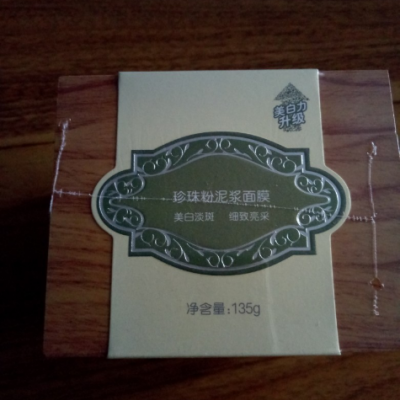 美白力
升级
珍珠粉泥浆面膜
美白淡斑 细致亮采
净含量:135g